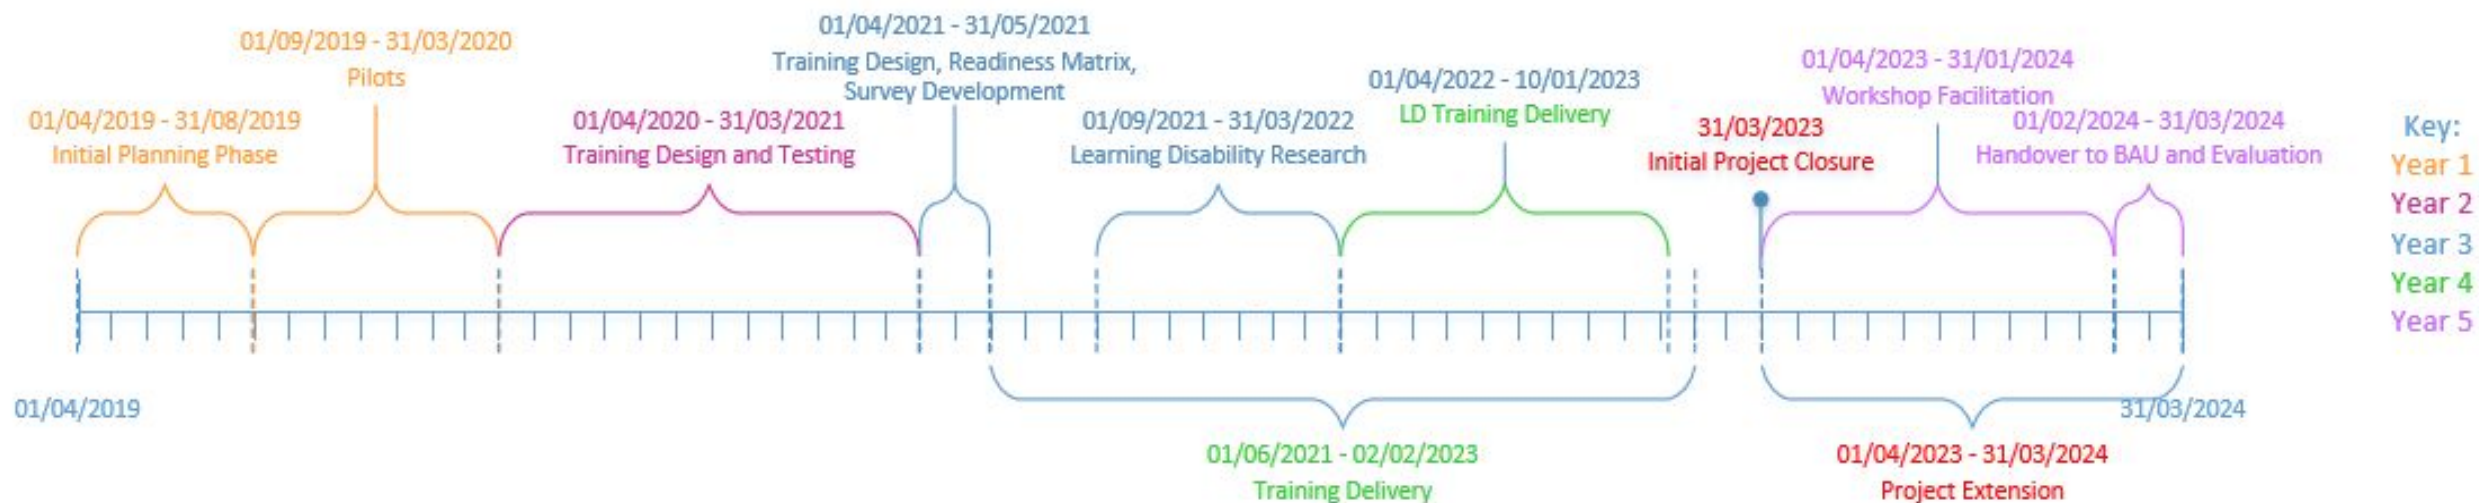 01/04/2019 - 31/08/2019
Initial Planning Phase
01/09/2019 - 31/03/2020
Pilots
01/04/2020 - 31/03/2021
Training Design and Testing
01/04/2021 - 31/05/2021
Training Design, Readiness Matrix,
Survey Development
01/09/2021 - 31/03/2022
Learning Disability Research
01/04/2022 - 10/01/2023
LD Training Delivery
31/03/2023
Initial Project Closure
01/04/2023 - 31/01/2024
Workshop Facilitation
01/02/2024 - 31/03/2024
Handover to BAU and Evaluation
Key:
Year 1
Year 2
Year 3
Year 4
Year 5
01/04/2019
31/03/2024
01/06/2021 - 02/02/2023
Training Delivery
01/04/2023 - 31/03/2024
Project Extension